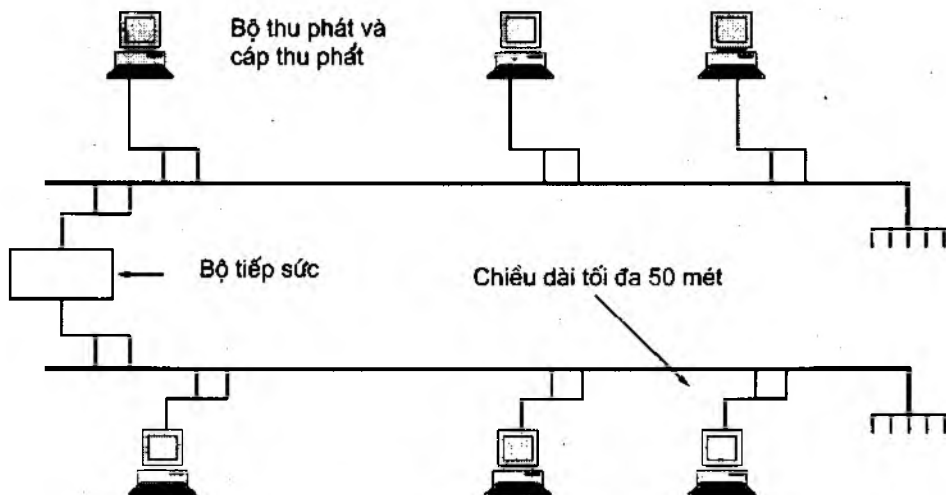 Bộ thu phát và
cáp thu phát
Bộ tiếp sức
Chiều dài tối đa 50 mét